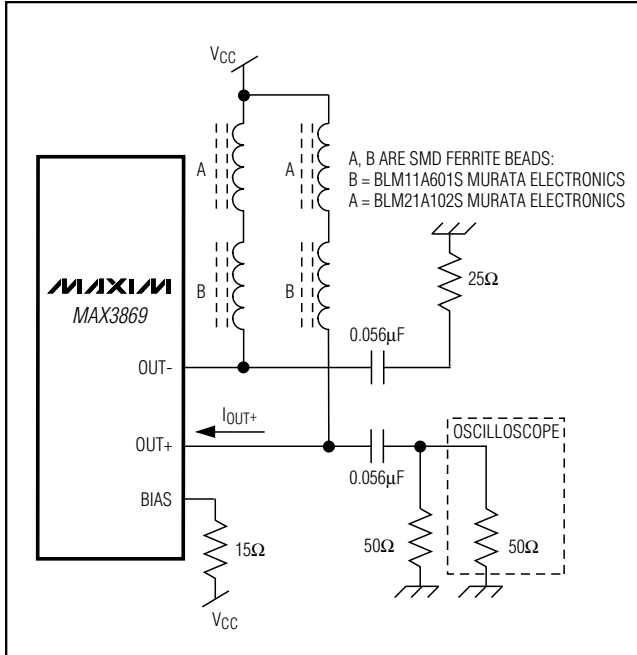 VCC
A
A
A, B ARE SMD FERRITE BEADS:
B = BLM11A601S MURATA ELECTRONICS
A = BLM21A102S MURATA ELECTRONICS
MAXIM
MAX3869
B
B
25Ω
0.056µF
OUT-
IOUT+
OUT+
OSCILLOSCOPE
0.056µF
BIAS
15Ω
50Ω
50Ω
VCC